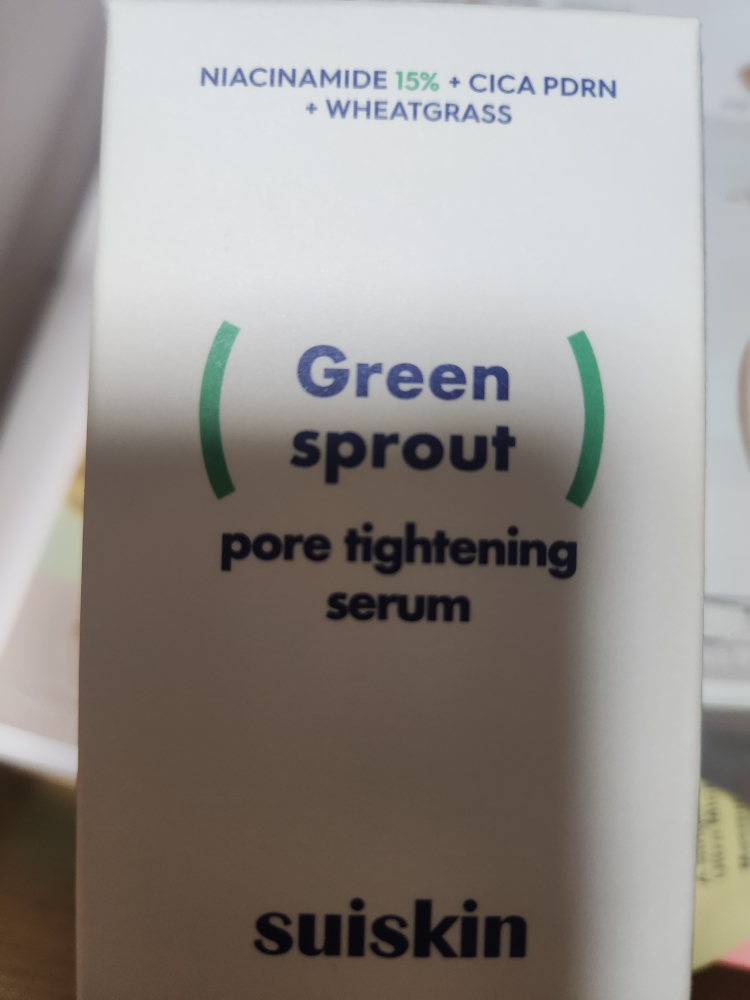 NIACINAMIDE 15% + CICA PDRN
+ WHEATGRASS
Green
sprout
pore tightening
serum
suiskin